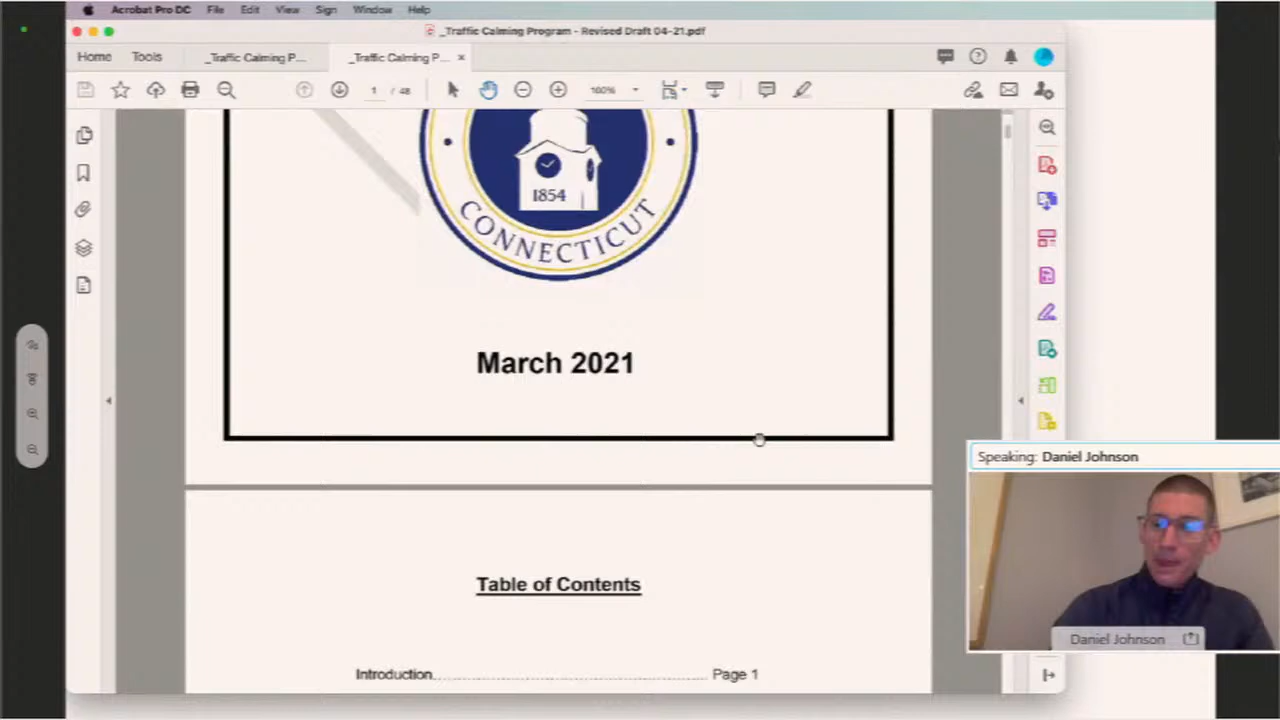 Acrobat Pro DC File Edit View Sign Window Help
_Traffic Calming Program - Revised Draft 04-21.pdf
Home Tools _Traffic Calming P... _Traffic Calming P... ×
1 / 48 100%
1854
CONNECTICUT
March 2021
Speaking: Daniel Johnson
Table of Contents
Daniel Johnson
Introduction Page 1